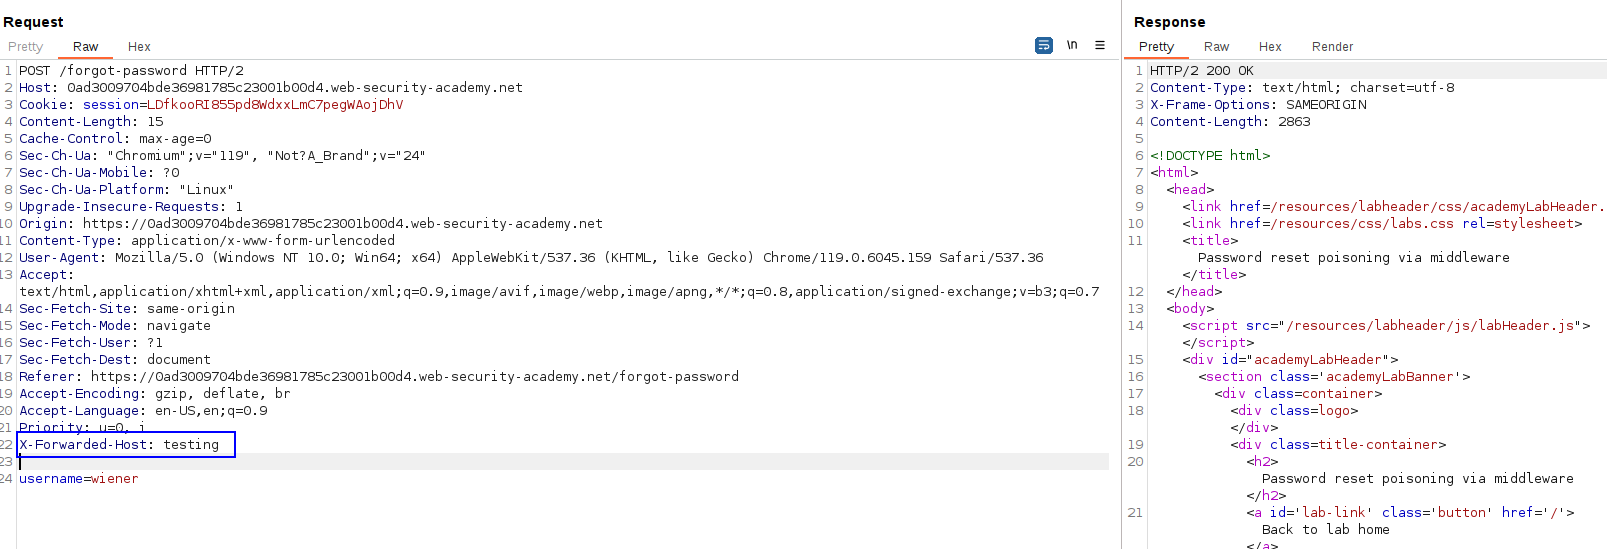 Request
Pretty Raw Hex
\n
1 POST /forgot-password HTTP/2
2 Host: 0ad3009704bde36981785c23001b00d4.web-security-academy.net
3 Cookie: session=LDfkooRI855pd8WdxxLmC7pegWAojDhV
4 Content-Length: 15
5 Cache-Control: max-age=0
6 Sec-Ch-Ua: "Chromium";v="119", "Not?A_Brand";v="24"
7 Sec-Ch-Ua-Mobile: ?0
8 Sec-Ch-Ua-Platform: "Linux"
9 Upgrade-Insecure-Requests: 1
10 Origin: https://0ad3009704bde36981785c23001b00d4.web-security-academy.net
11 Content-Type: application/x-www-form-urlencoded
12 User-Agent: Mozilla/5.0 (Windows NT 10.0; Win64; x64) AppleWebKit/537.36 (KHTML, like Gecko) Chrome/119.0.6045.159 Safari/537.36
13 Accept:
text/html,application/xhtml+xml,application/xml;q=0.9,image/avif,image/webp,image/apng,*/*;q=0.8,application/signed-exchange;v=b3;q=0.7
14 Sec-Fetch-Site: same-origin
15 Sec-Fetch-Mode: navigate
16 Sec-Fetch-User: ?1
17 Sec-Fetch-Dest: document
18 Referer: https://0ad3009704bde36981785c23001b00d4.web-security-academy.net/forgot-password
19 Accept-Encoding: gzip, deflate, br
20 Accept-Language: en-US,en;q=0.9
21 Priority: u=0, i
22 X-Forwarded-Host: testing
23
24 username=wiener
Response
Pretty Raw Hex Render
1 HTTP/2 200 OK
2 Content-Type: text/html; charset=utf-8
3 X-Frame-Options: SAMEORIGIN
4 Content-Length: 2863
5
6 <!DOCTYPE html>
7 <html>
8 <head>
9 <link href=/resources/labheader/css/academyLabHeader.
10 <link href=/resources/css/labs.css rel=stylesheet>
11 <title>
Password reset poisoning via middleware
</title>
12 </head>
13 <body>
14 <script src="/resources/labheader/js/labHeader.js">
</script>
15 <div id="academyLabHeader">
16 <section class='academyLabBanner'>
17 <div class=container>
18 <div class=logo>
</div>
19 <div class=title-container>
20 <h2>
Password reset poisoning via middleware
</h2>
21 <a id='lab-link' class='button' href='/'>
Back to lab home
</a>